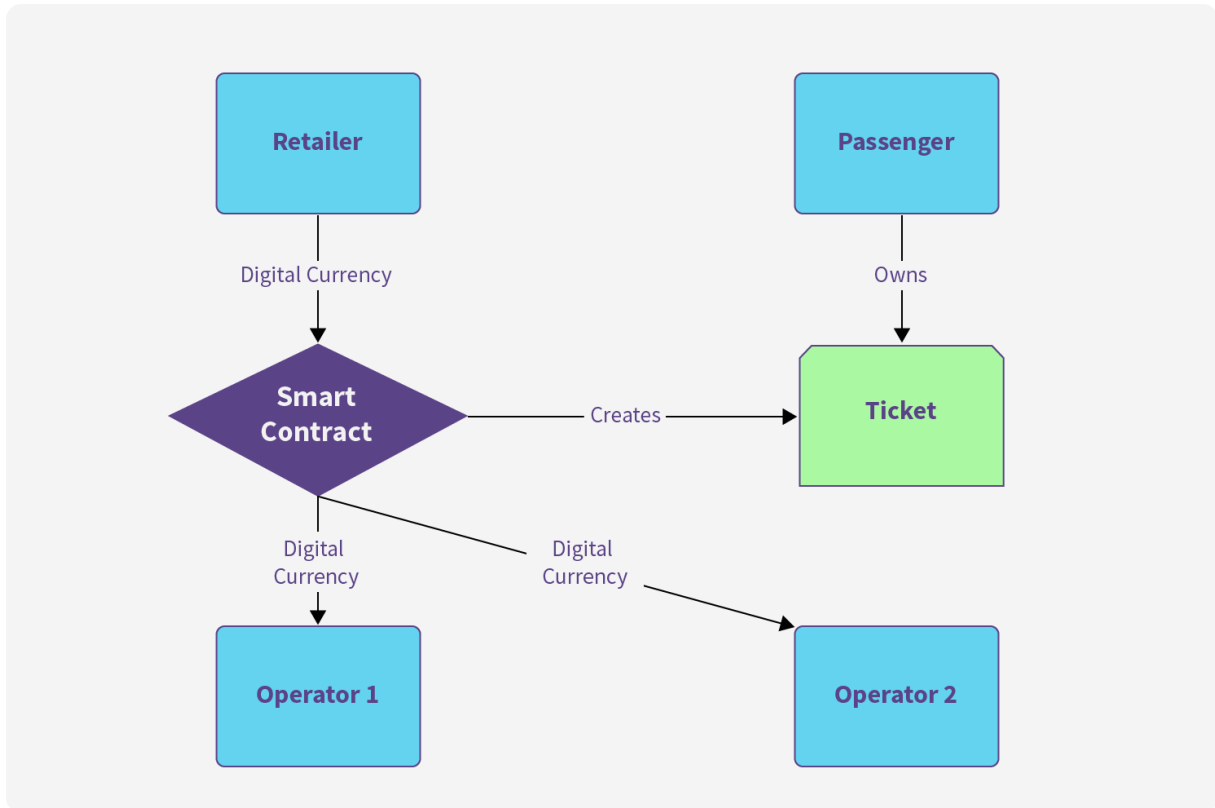 Retailer
Passenger
Digital Currency
Owns
Smart
Contract
Creates
Ticket
Digital
Currency
Digital
Currency
Operator 1
Operator 2